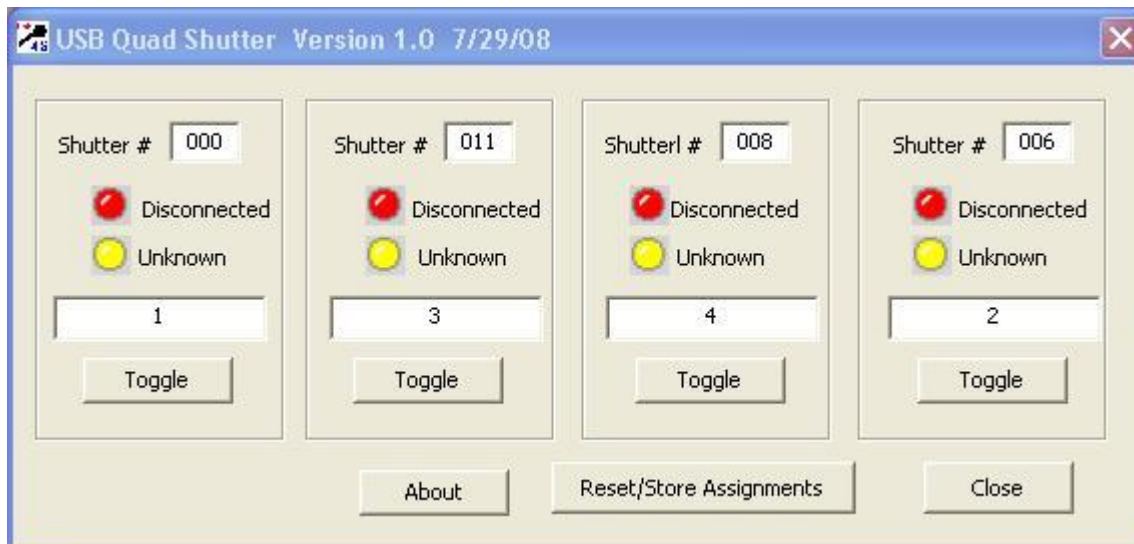 USB Quad Shutter Version 1.0 7/29/08
Shutter # 000
Disconnected
Unknown
1
Toggle
Shutter # 011
Disconnected
Unknown
3
Toggle
Shutterl # 008
Disconnected
Unknown
4
Toggle
Shutter # 006
Disconnected
Unknown
2
Toggle
About
Reset/Store Assignments
Close